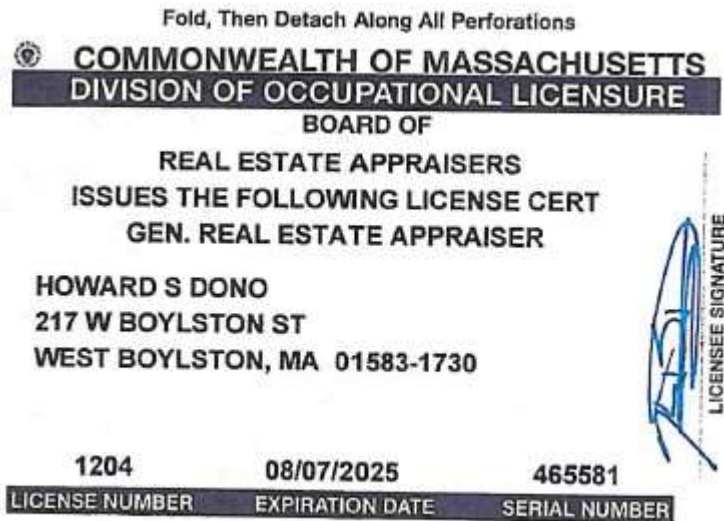 Fold, Then Detach Along All Perforations
COMMONWEALTH OF MASSACHUSETTS
DIVISION OF OCCUPATIONAL LICENSURE
BOARD OF
REAL ESTATE APPRAISERS
ISSUES THE FOLLOWING LICENSE CERT
GEN. REAL ESTATE APPRAISER
HOWARD S DONO
217 W BOYLSTON ST
WEST BOYLSTON, MA 01583-1730
LICENSEE SIGNATURE
1204 08/07/2025 465581
LICENSE NUMBER EXPIRATION DATE SERIAL NUMBER